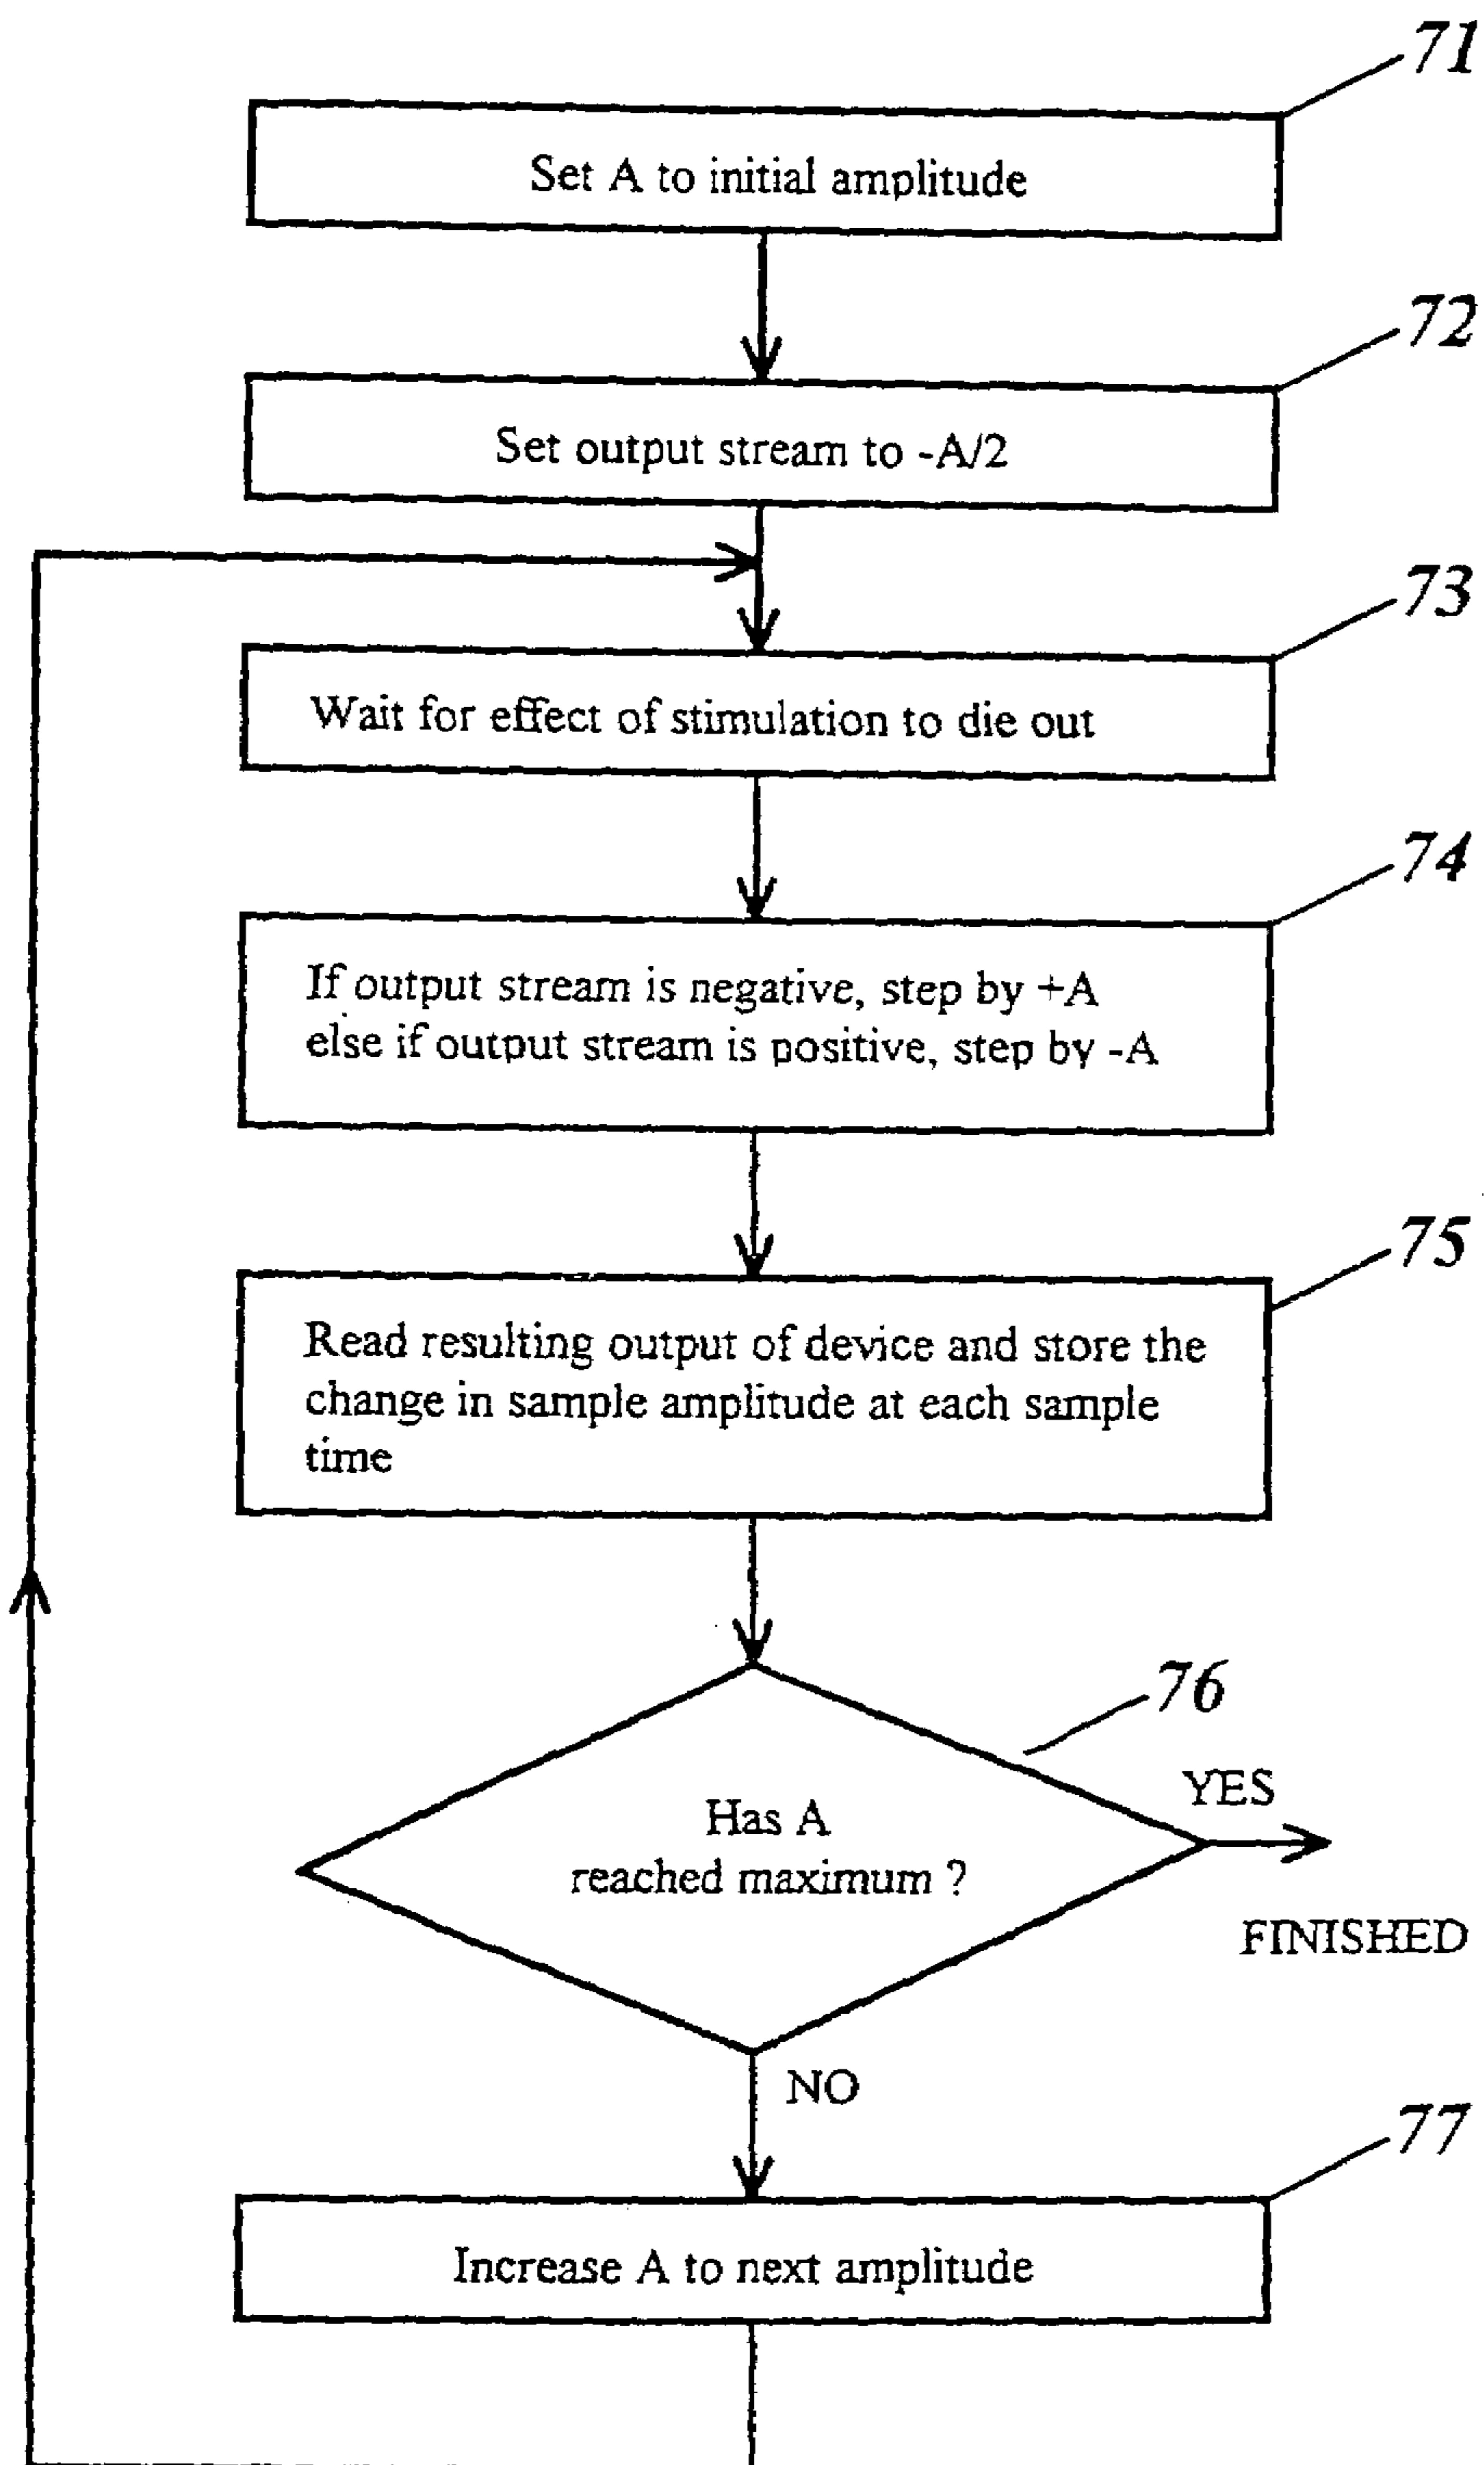 71
Set A to initial amplitude
72
Set output stream to -A/2
73
Wait for effect of stimulation to die out
74
If output stream is negative, step by +A
else if output stream is positive, step by -A
75
Read resulting output of device and store the
change in sample amplitude at each sample
time
76
Has A
reached maximum ?
YES
FINISHED
NO
77
Increase A to next amplitude